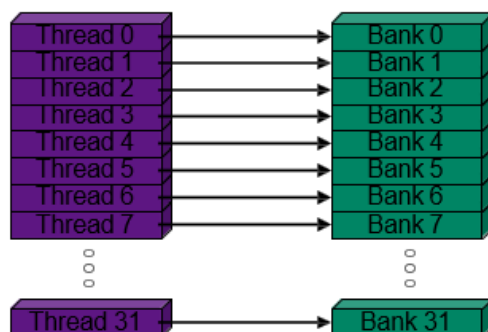 Thread 0 Bank 0
Thread 1 Bank 1
Thread 2 Bank 2
Thread 3 Bank 3
Thread 4 Bank 4
Thread 5 Bank 5
Thread 6 Bank 6
Thread 7 Bank 7
Thread 31 Bank 31